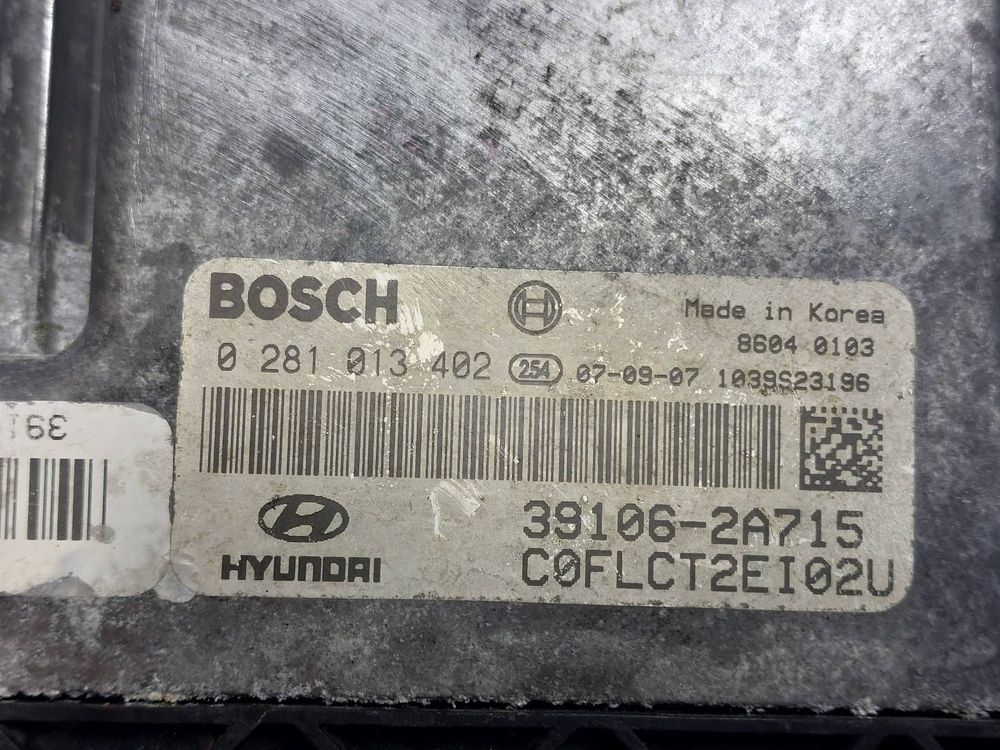 BOSCH
Made in Korea
8604 0103
0 281 013 402 254 07-09-07 1039S23196
HYUNDAI
39106-2A715
C0FLCT2EI02U